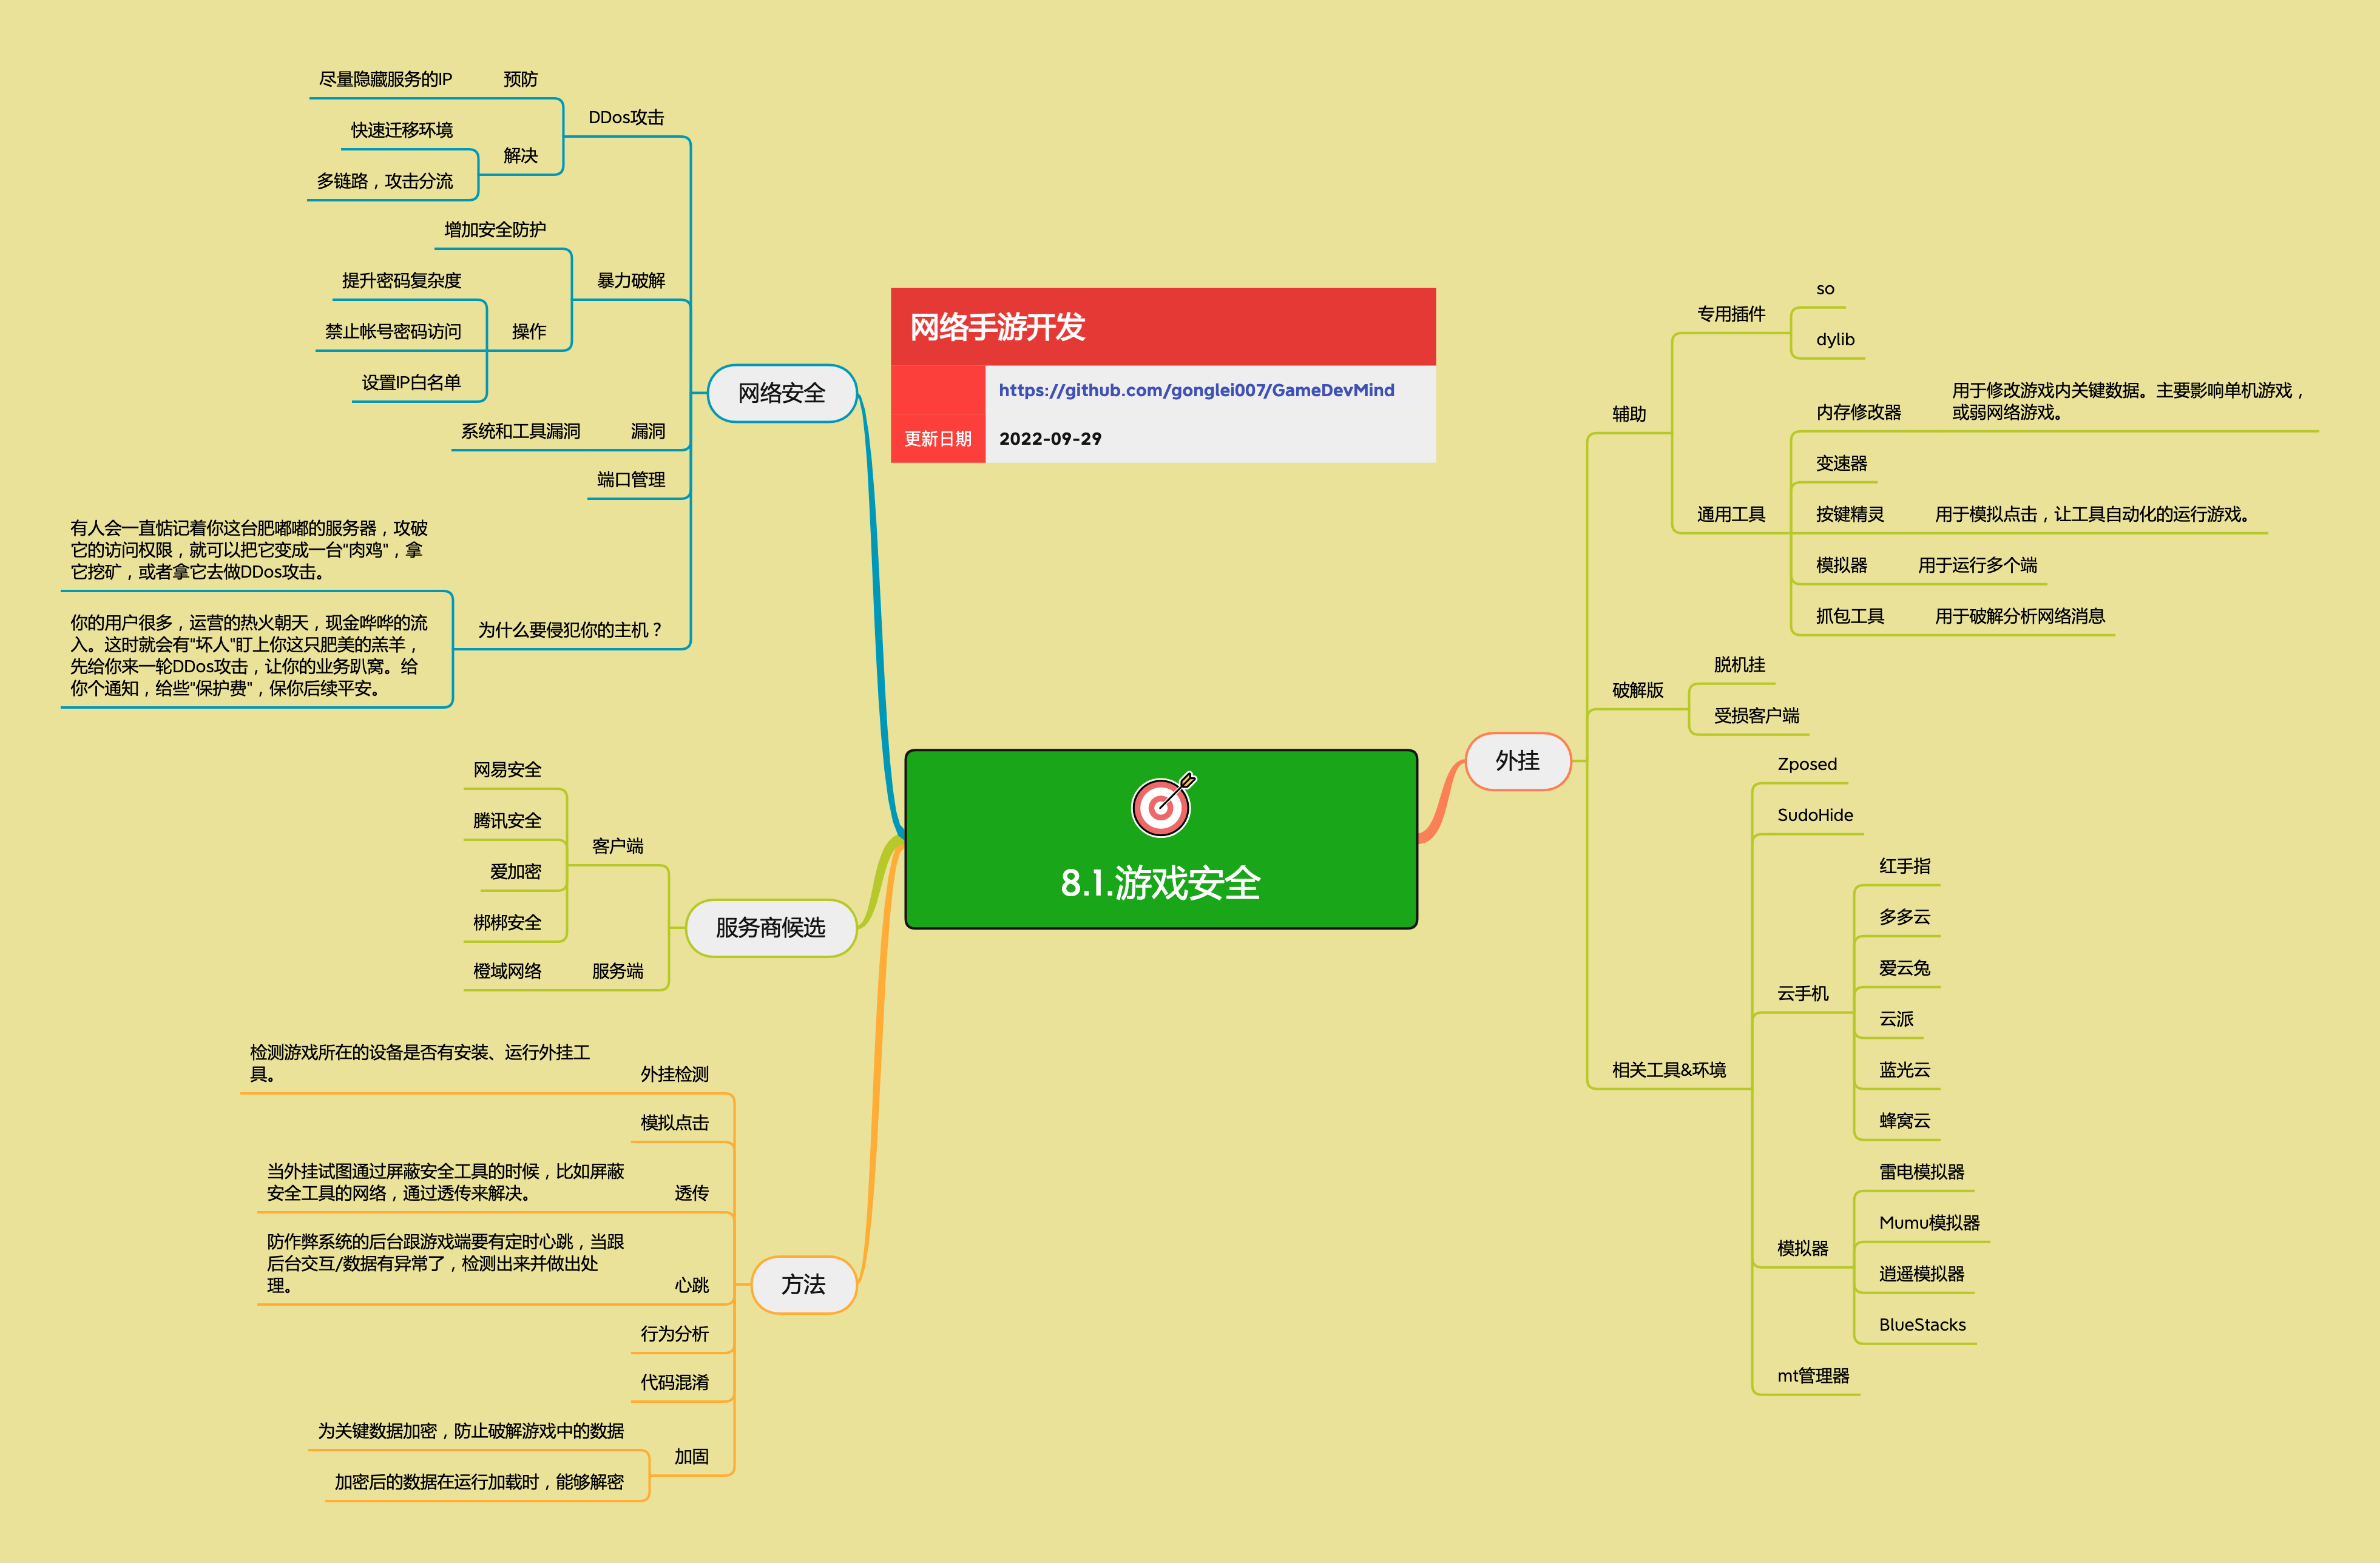 网络手游开发
https://github.com/gonglei007/GameDevMind
更新日期
2022-09-29
8.1.游戏安全
网络安全
DDos攻击
预防
尽量隐藏服务的IP
解决
快速迁移环境
多链路，攻击分流
暴力破解
增加安全防护
操作
提升密码复杂度
禁止帐号密码访问
设置IP白名单
漏洞
系统和工具漏洞
端口管理
为什么要侵犯你的主机？
有人会一直惦记着你这台肥嘟嘟的服务器，攻破
它的访问权限，就可以把它变成一台"肉鸡"，拿
它挖矿，或者拿它去做DDos攻击。
你的用户很多，运营的热火朝天，现金哗哗的流
入。这时就会有"坏人"盯上你这只肥美的羔羊，
先给你来一轮DDos攻击，让你的业务趴窝。给
你个通知，给些"保护费"，保你后续平安。
服务商候选
客户端
网易安全
腾讯安全
爱加密
梆梆安全
服务端
橙域网络
方法
外挂检测
检测游戏所在的设备是否有安装、运行外挂工
具。
模拟点击
透传
当外挂试图通过屏蔽安全工具的时候，比如屏蔽
安全工具的网络，通过透传来解决。
心跳
防作弊系统的后台跟游戏端要有定时心跳，当跟
后台交互/数据有异常了，检测出来并做出处
理。
行为分析
代码混淆
加固
为关键数据加密，防止破解游戏中的数据
加密后的数据在运行加载时，能够解密
外挂
辅助
专用插件
so
dylib
通用工具
内存修改器
用于修改游戏内关键数据。主要影响单机游戏，
或弱网络游戏。
变速器
按键精灵
用于模拟点击，让工具自动化的运行游戏。
模拟器
用于运行多个端
抓包工具
用于破解分析网络消息
破解版
脱机挂
受损客户端
相关工具&环境
Zposed
SudoHide
云手机
红手指
多多云
爱云兔
云派
蓝光云
蜂窝云
模拟器
雷电模拟器
Mumu模拟器
逍遥模拟器
BlueStacks
mt管理器